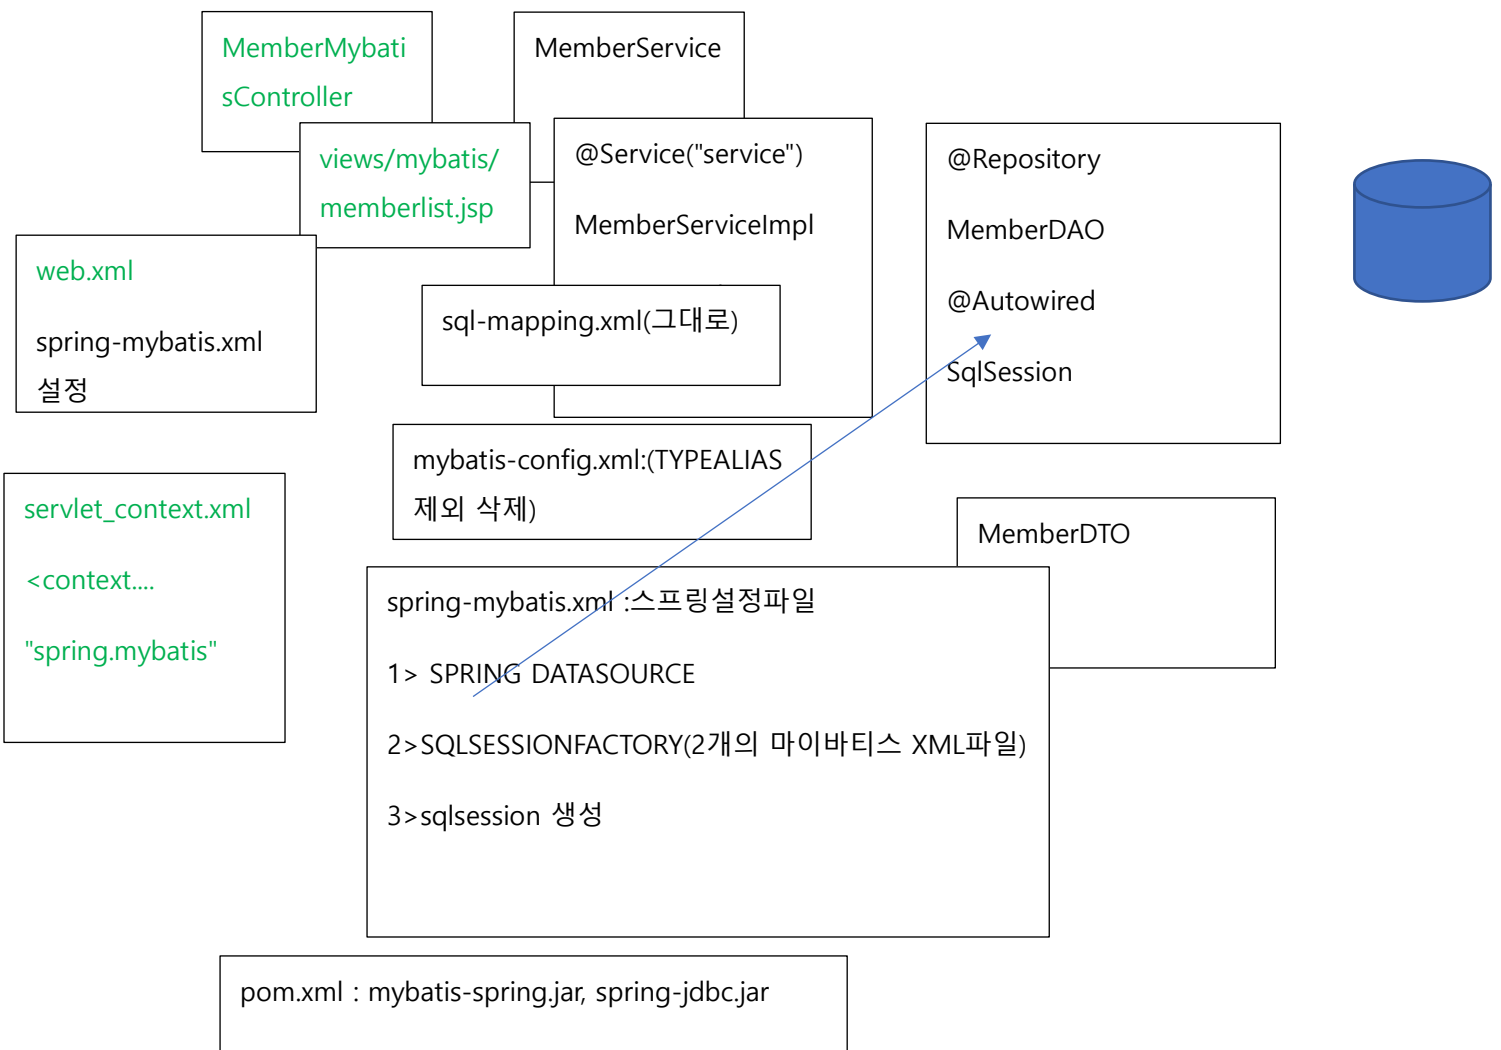 MemberMybati
sController
MemberService
views/mybatis/
memberlist.jsp
@Service("service")
MemberServiceImpl
@Repository
MemberDAO
@Autowired
SqlSession
web.xml
spring-mybatis.xml
설정
sql-mapping.xml(그대로)
mybatis-config.xml:(TYPEALIAS
제외 삭제)
servlet_context.xml
<context....
"spring.mybatis"
MemberDTO
spring-mybatis.xml :스프링설정파일
1> SPRING DATASOURCE
2>SQLSESSIONFACTORY(2개의 마이바티스 XML파일)
3>sqlsession 생성
pom.xml : mybatis-spring.jar, spring-jdbc.jar